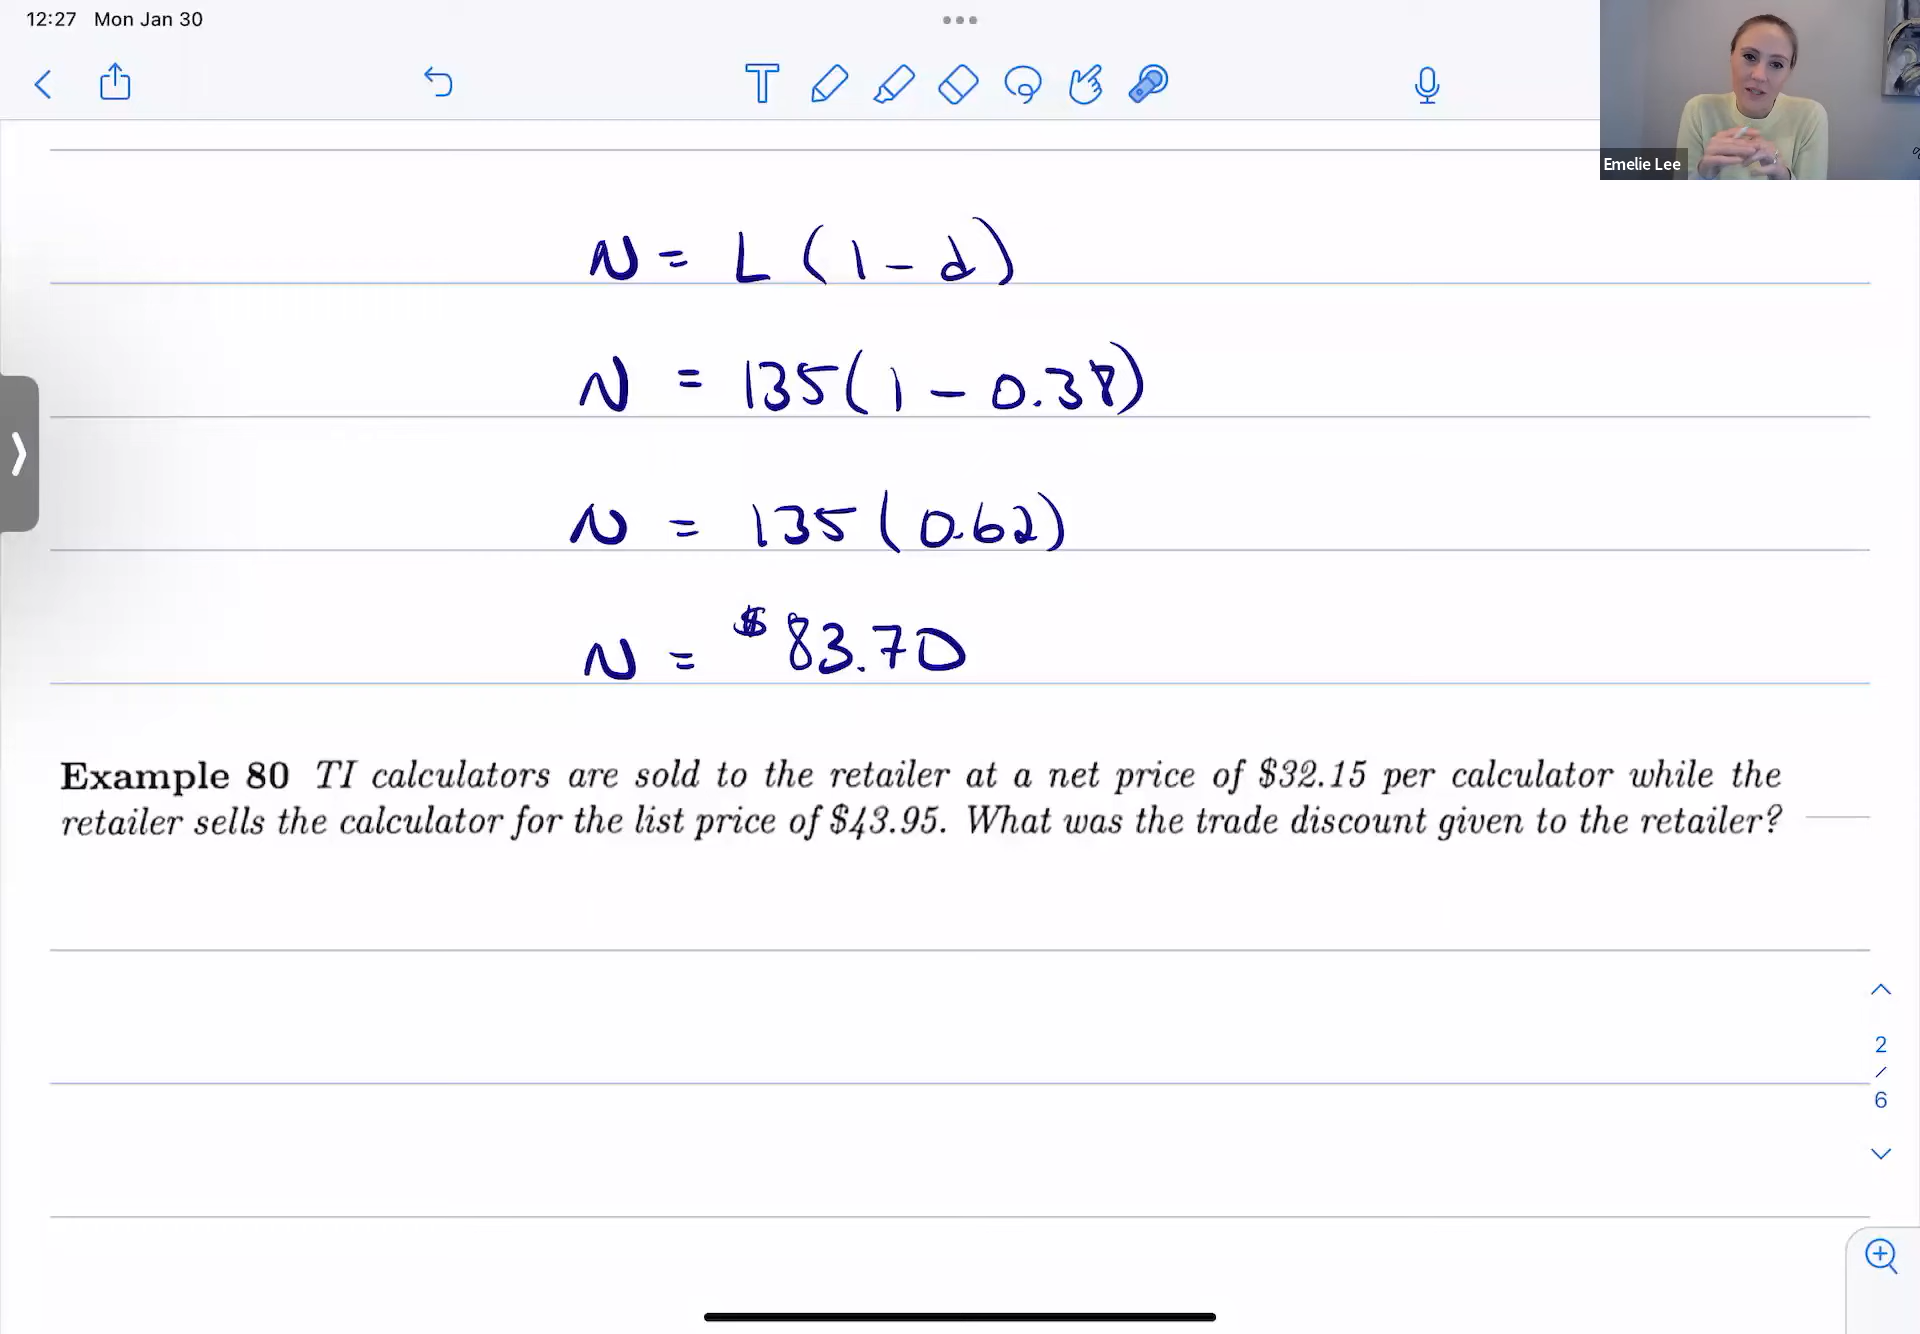 12:27 Mon Jan 30
Emelie Lee
N = L (1 - d)
N = 135(1 - 0.38)
N = 135(0.62)
N = $83.70
Example 80 TI calculators are sold to the retailer at a net price of $32.15 per calculator while the
retailer sells the calculator for the list price of $43.95. What was the trade discount given to the retailer?
2
/
6